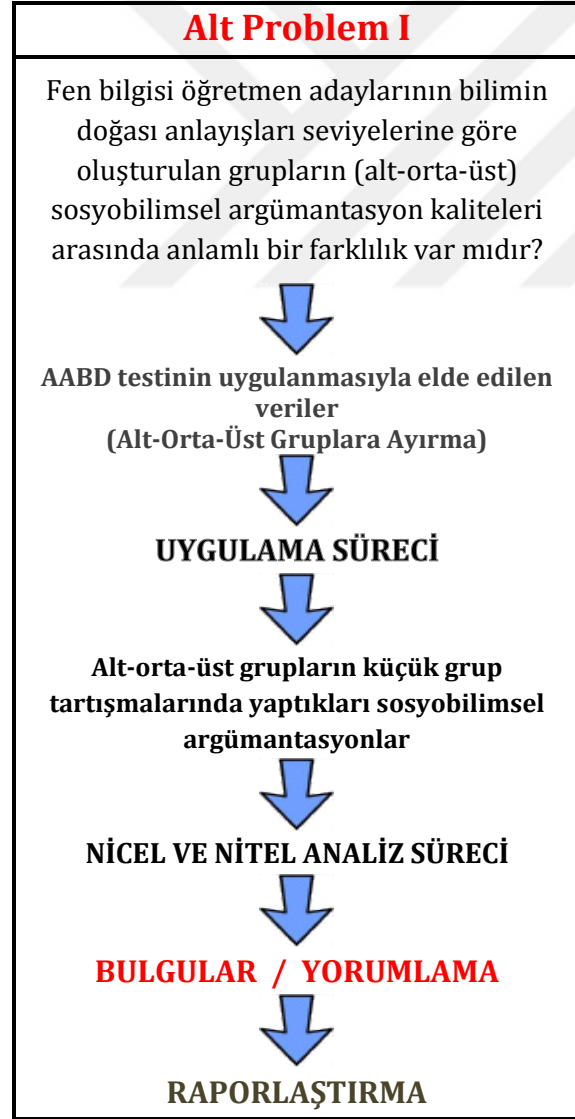 Alt Problem I
Fen bilgisi öğretmen adaylarının bilimin
doğası anlayışları seviyelerine göre
oluşturulan grupların (alt-orta-üst)
sosyobilimsel argümantasyon kaliteleri
arasında anlamlı bir farklılık var mıdır?
AABD testinin uygulanmasıyla elde edilen
veriler
(Alt-Orta-Üst Gruplara Ayırma)
UYGULAMA SÜRECİ
Alt-orta-üst grupların küçük grup
tartışmalarında yaptıkları sosyobilimsel
argümantasyonlar
NİCEL VE NİTEL ANALİZ SÜRECİ
BULGULAR / YORUMLAMA
RAPORLAŞTIRMA